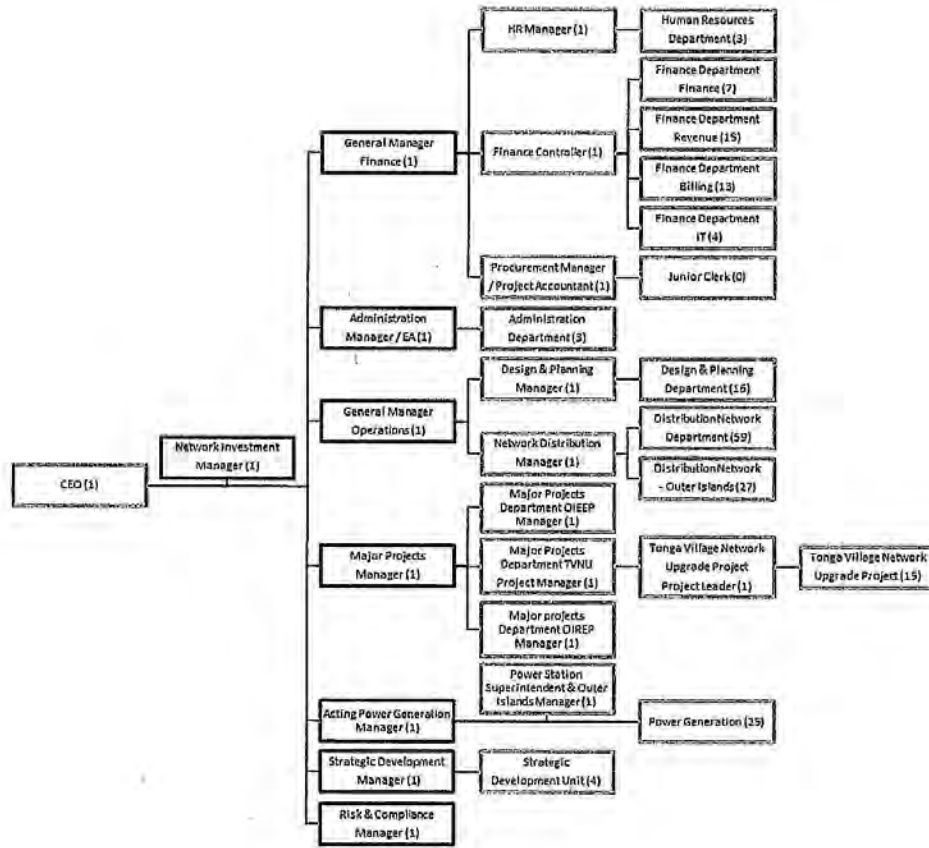 HR Manager (1)
Human Resources
Department (3)
Finance Department
Finance (7)
Finance Department
Revenue (15)
General Manager
Finance (1)
Finance Controller (1)
Finance Department
Billing (13)
Finance Department
IT (4)
Procurement Manager
/ Project Accountant (1)
Junior Clerk (0)
Administration
Manager / EA (1)
Administration
Department (3)
Design & Planning
Manager (1)
Design & Planning
Department (16)
General Manager
Operations (1)
Distribution Network
Department (59)
Network Distribution
Manager (1)
Distribution Network
- Outer Islands (27)
Network Investment
Manager (1)
CEO (1)
Major Projects
Department OIEEP
Manager (1)
Major Projects
Manager (1)
Major Projects
Department TVNU
Project Manager (1)
Tonga Village Network
Upgrade Project
Project Leader (1)
Tonga Village Network
Upgrade Project (15)
Major projects
Department OIREP
Manager (1)
Power Station
Superintendent & Outer
Islands Manager (1)
Acting Power Generation
Manager (1)
Power Generation (25)
Strategic Development
Manager (1)
Strategic
Development Unit (4)
Risk & Compliance
Manager (1)